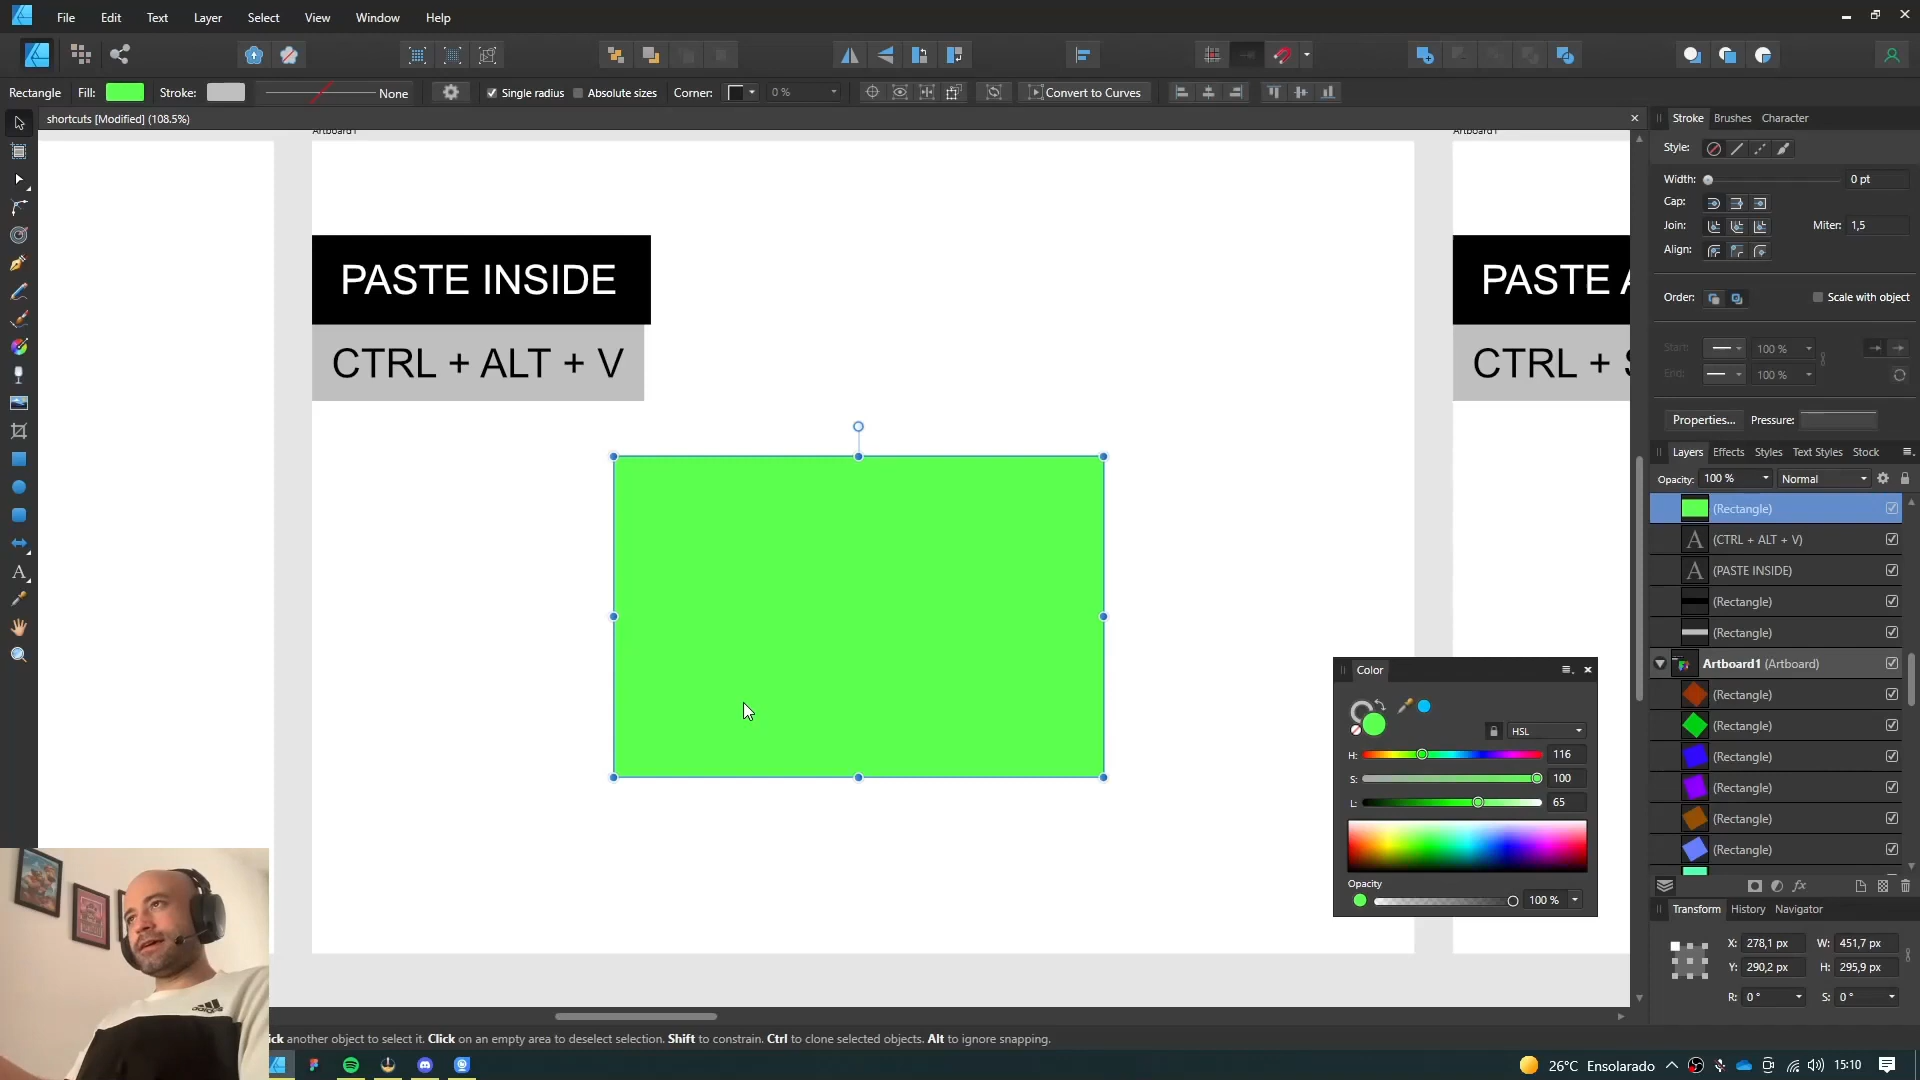 File Edit Text Layer Select View Window Help
Rectangle Fill: Stroke: None Single radius Absolute sizes Corner: 0 % Convert to Curves
shortcuts [Modified] (108.5%)
Artboard1 Artboard1
PASTE INSIDE
CTRL + ALT + V
PASTE
CTRL +
Stroke Brushes Character
Style:
Width: 0 pt
Cap:
Join: Miter: 1,5
Align:
Order: Scale with object
Start: 100 %
End: 100 %
Properties... Pressure:
Layers Effects Styles Text Styles Stock
Opacity: 100 % Normal
(Rectangle)
A (CTRL + ALT + V)
A (PASTE INSIDE)
(Rectangle)
(Rectangle)
Artboard1 (Artboard)
(Rectangle)
(Rectangle)
(Rectangle)
(Rectangle)
(Rectangle)
(Rectangle)
Color
HSL
H: 116
S: 100
L: 65
Opacity
100 %
Transform History Navigator
X: 278,1 px W: 451,7 px
Y: 290,2 px H: 295,9 px
R: 0 ° S: 0 °
another object to select it. Click on an empty area to deselect selection. Shift to constrain. Ctrl to clone selected objects. Alt to ignore snapping.
26°C Ensolarado 15:10
adidas